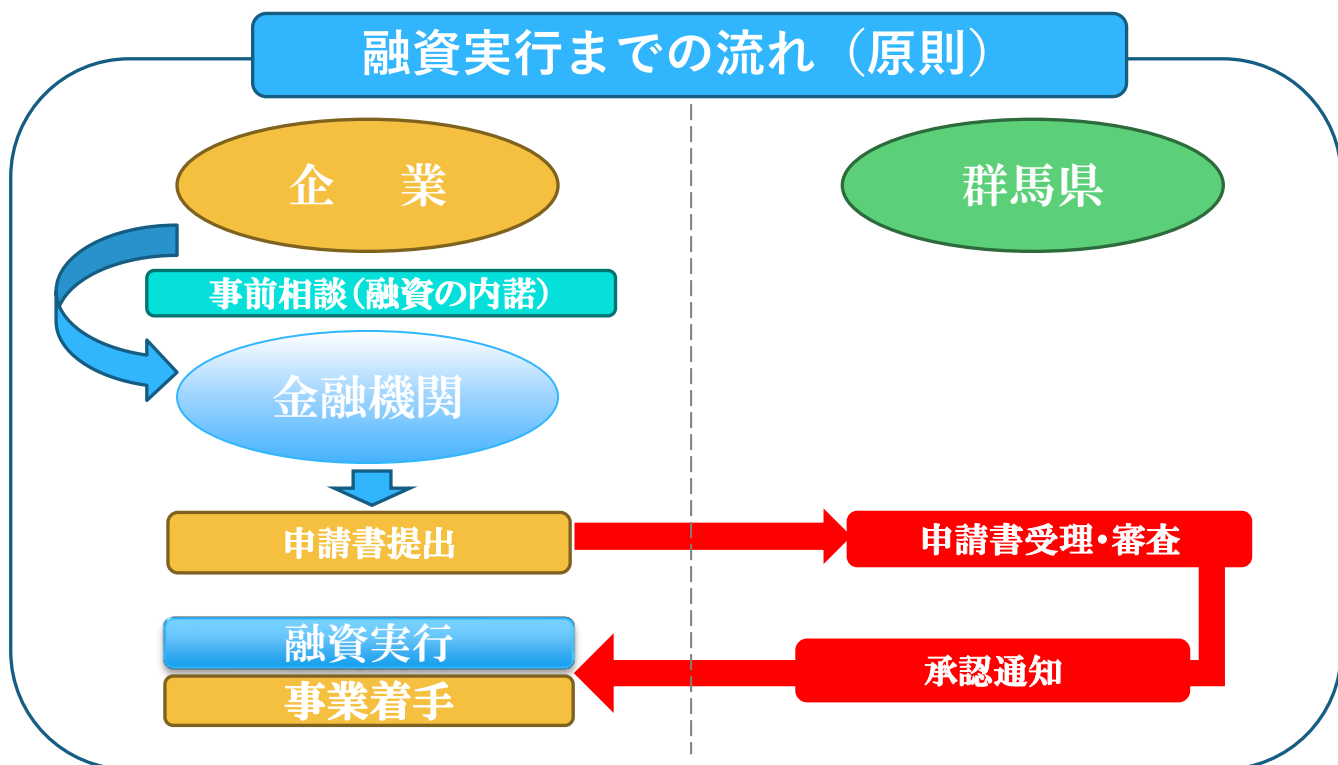 融資実行までの流れ（原則）
企　業
群馬県
事前相談（融資の内諾）
金融機関
申請書提出
申請書受理・審査
融資実行
承認通知
事業着手